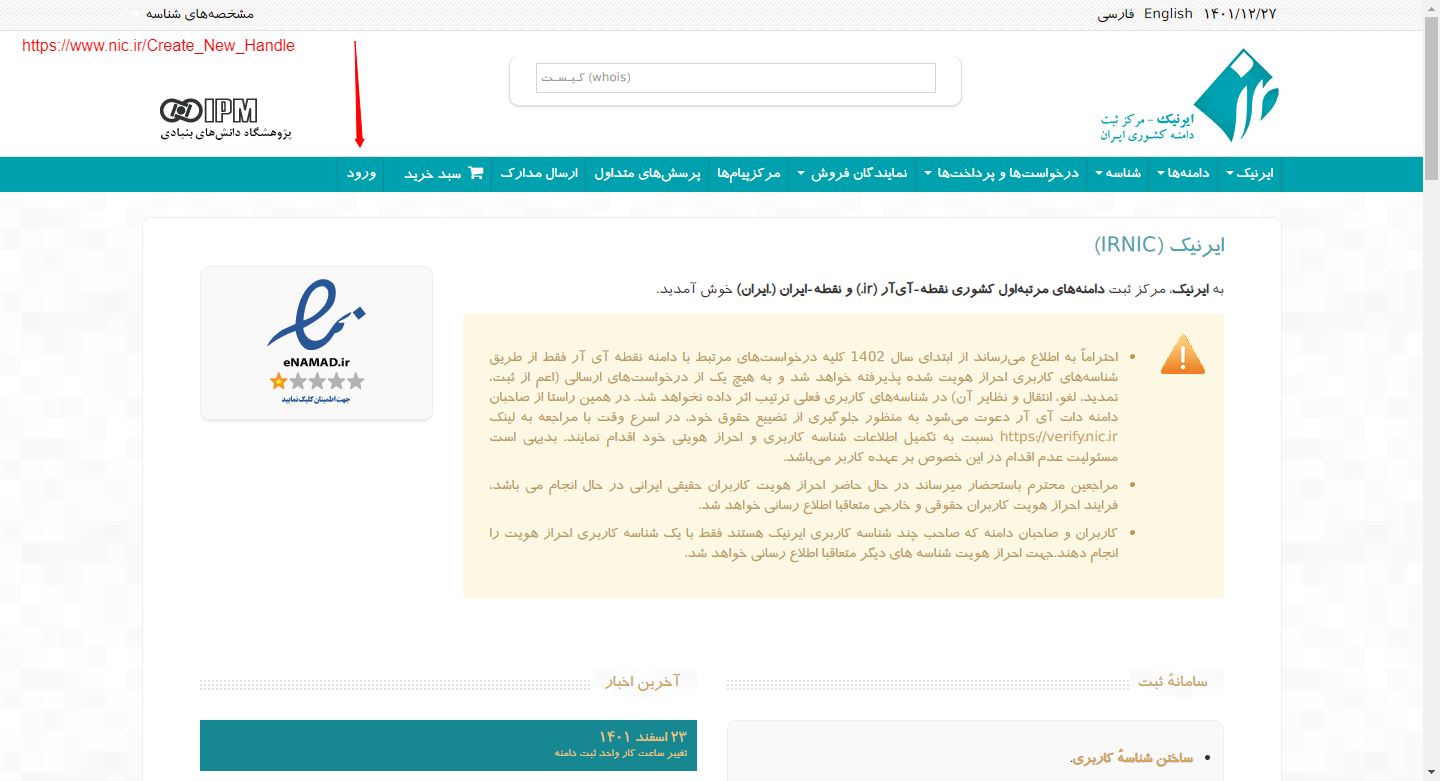 ۱۴۰۱/۱۲/۲۷ English فارسی
مشخصه‌های شناسه
https://www.nic.ir/Create_New_Handle
ایرنیک - مرکز ثبت
دامنه کشوری ایران
کـیـسـت (whois)
IPM
پژوهشگاه دانش‌های بنیادی
ایرنیک دامنه‌ها شناسه درخواست‌ها و پرداخت‌ها نمایندگان فروش مرکزپیام‌ها پرسش‌های متداول ارسال مدارک سبد خرید ورود
ایرنیک (IRNIC)
به ایرنیک، مرکز ثبت دامنه‌های مرتبه‌اول کشوری نقطه-آی‌آر (.ir) و نقطه-ایران (.ایران) خوش آمدید.
احتراماً به اطلاع می‌رساند از ابتدای سال 1402 کلیه درخواست‌های مرتبط با دامنه نقطه آی آر فقط از طریق
شناسه‌های کاربری احراز هویت شده پذیرفته خواهد شد و به هیچ یک از درخواست‌های ارسالی (اعم از ثبت،
تمدید، لغو، انتقال و نظایر آن) در شناسه‌های کاربری فعلی ترتیب اثر داده نخواهد شد. در همین راستا از صاحبان
دامنه دات آی آر دعوت می‌شود به منظور جلوگیری از تضییع حقوق خود، در اسرع وقت با مراجعه به لینک
https://verify.nic.ir نسبت به تکمیل اطلاعات شناسه کاربری و احراز هویتی خود اقدام نمایند. بدیهی است
مسئولیت عدم اقدام در این خصوص بر عهده کاربر می‌باشد.
مراجعین محترم باستحضار میرساند در حال حاضر احراز هویت کاربران حقیقی ایرانی در حال انجام می باشد،
فرایند احراز هویت کاربران حقوقی و خارجی متعاقبا اطلاع رسانی خواهد شد.
کاربران و صاحبان دامنه که صاحب چند شناسه کاربری ایرنیک هستند فقط با یک شناسه کاربری احراز هویت را
انجام دهند.جهت احراز هویت شناسه های دیگر متعاقبا اطلاع رسانی خواهد شد.
eNAMAD.ir
جهت اطمینان کلیک نمایید
سامانهٔ ثبت
ساختن شناسهٔ کاربری.
آخرین اخبار
۲۳ اسفند ۱۴۰۱
تغییر ساعت کار واحد ثبت دامنه